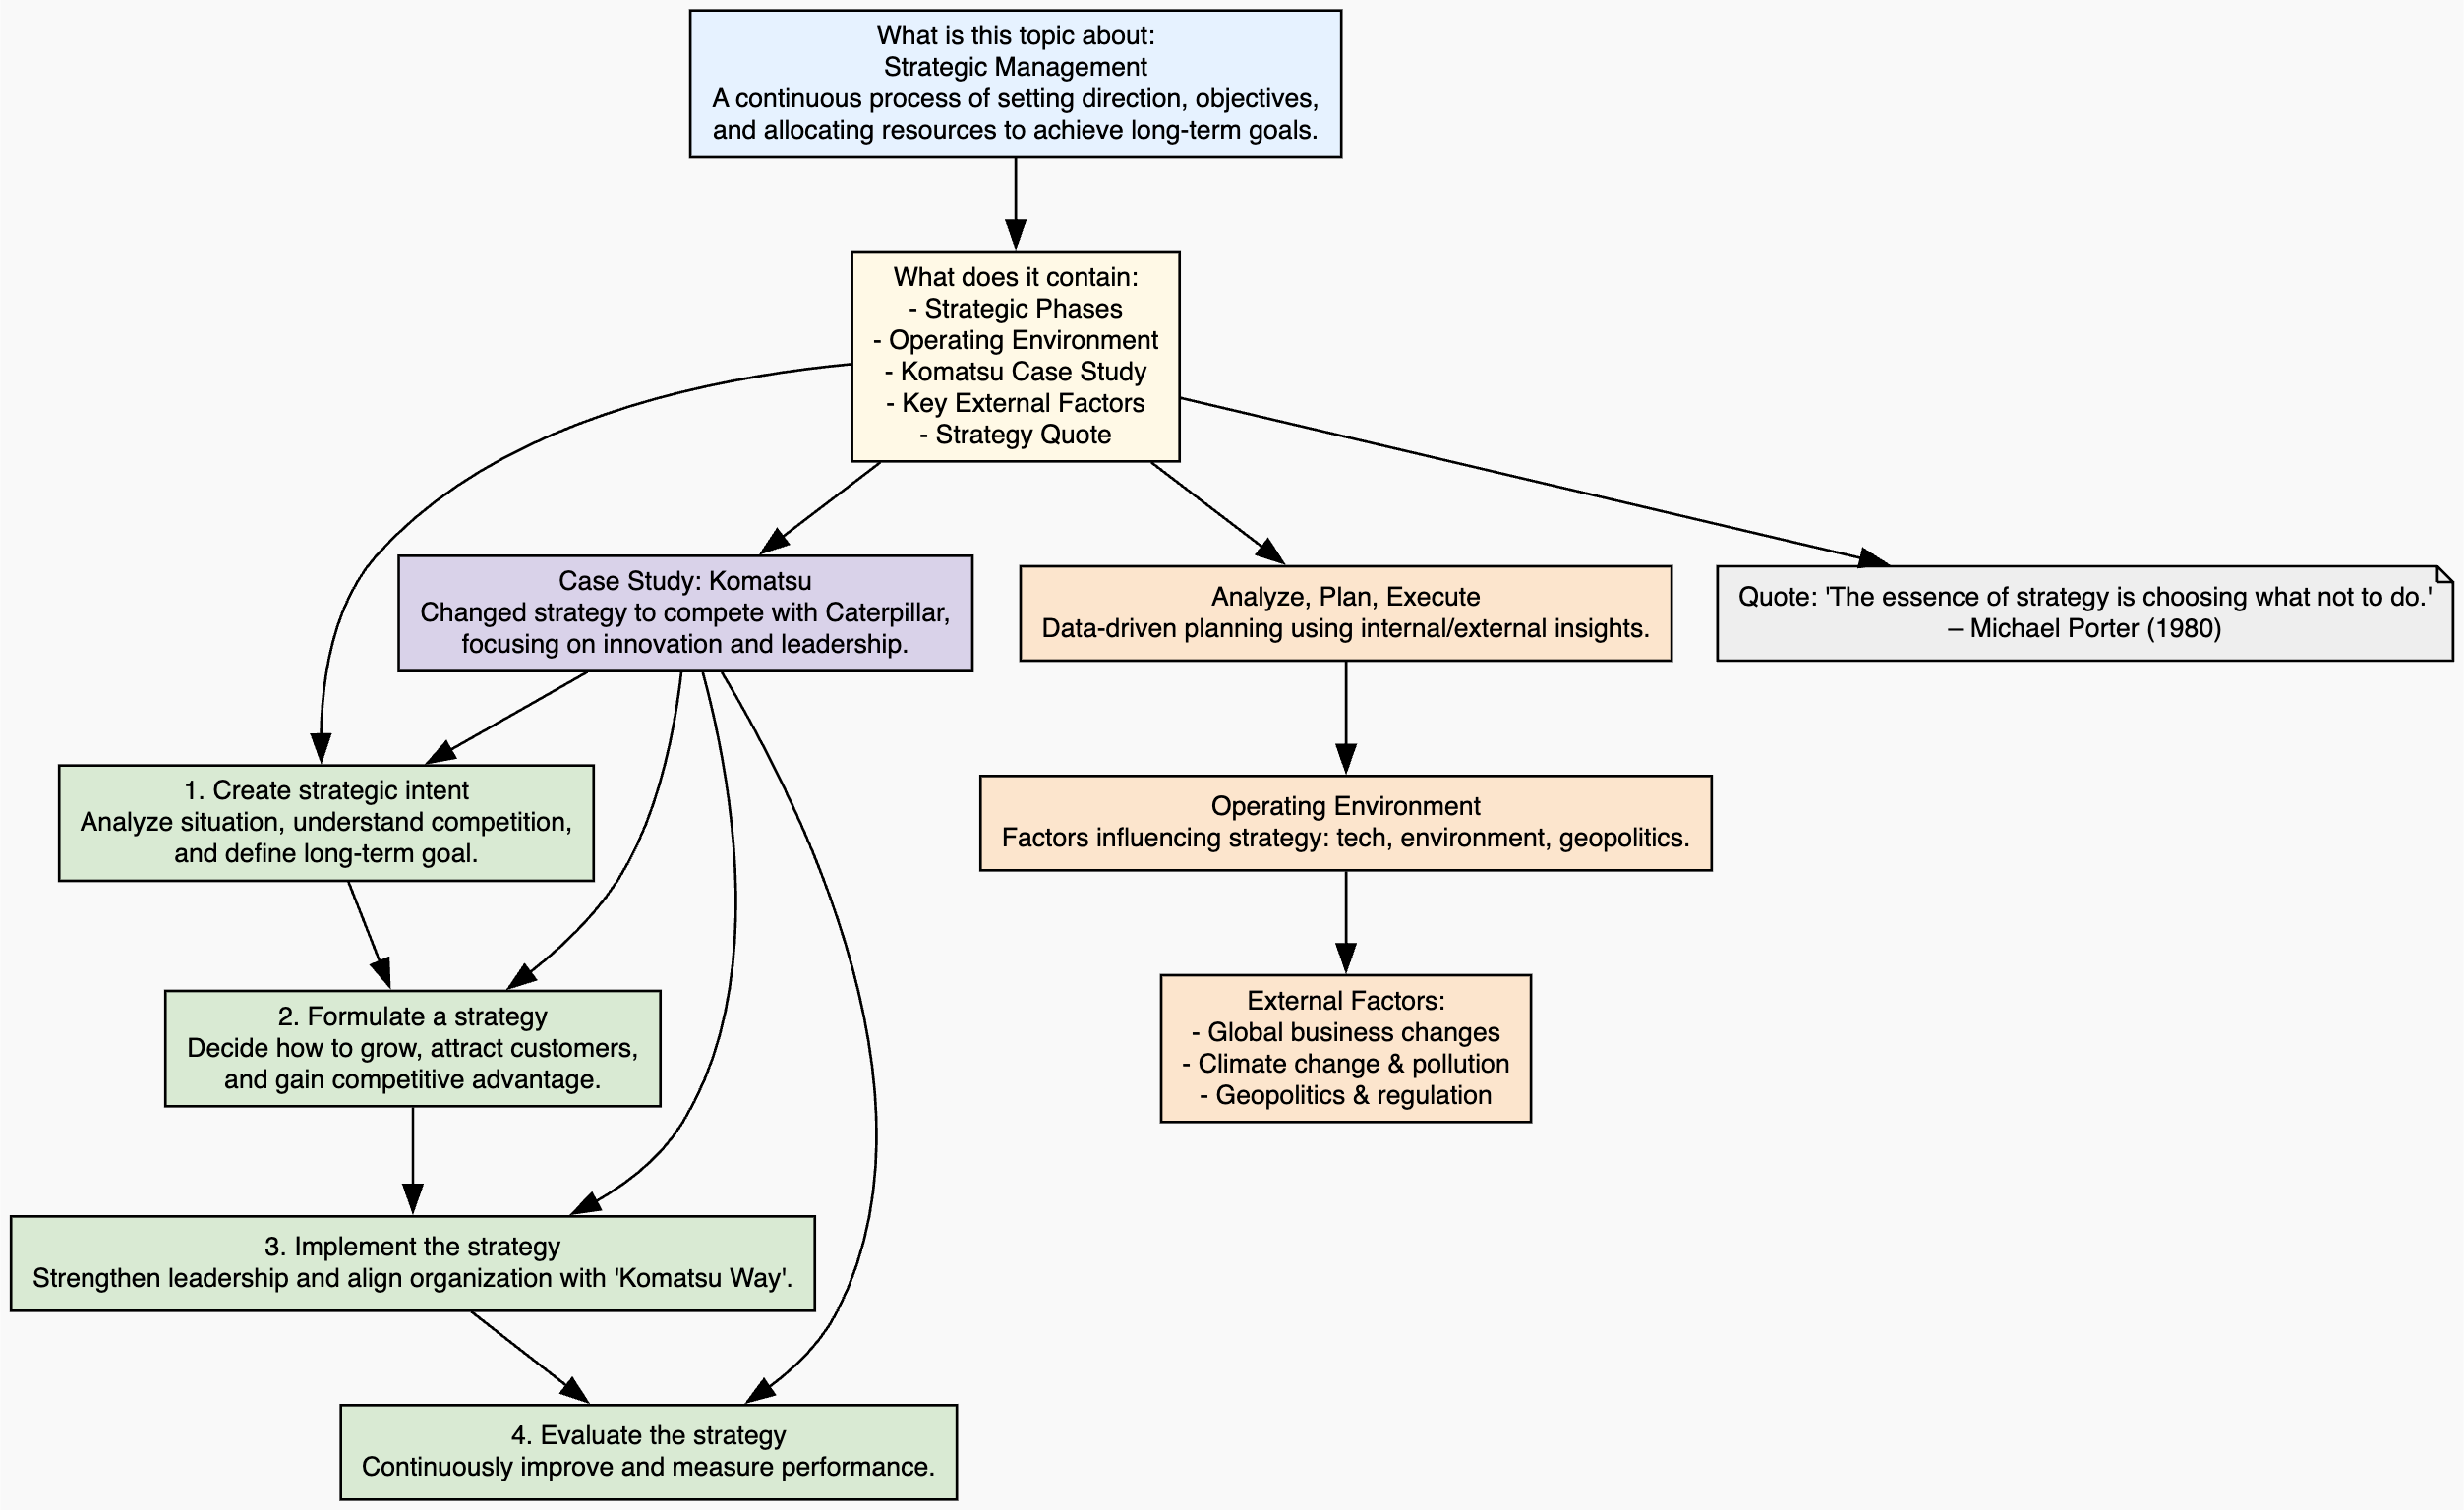 What is this topic about:
Strategic Management
A continuous process of setting direction, objectives,
and allocating resources to achieve long-term goals.
What does it contain:
- Strategic Phases
- Operating Environment
- Komatsu Case Study
- Key External Factors
- Strategy Quote
Case Study: Komatsu
Changed strategy to compete with Caterpillar,
focusing on innovation and leadership.
Analyze, Plan, Execute
Data-driven planning using internal/external insights.
Quote: 'The essence of strategy is choosing what not to do.'
– Michael Porter (1980)
1. Create strategic intent
Analyze situation, understand competition,
and define long-term goal.
Operating Environment
Factors influencing strategy: tech, environment, geopolitics.
2. Formulate a strategy
Decide how to grow, attract customers,
and gain competitive advantage.
External Factors:
- Global business changes
- Climate change & pollution
- Geopolitics & regulation
3. Implement the strategy
Strengthen leadership and align organization with 'Komatsu Way'.
4. Evaluate the strategy
Continuously improve and measure performance.